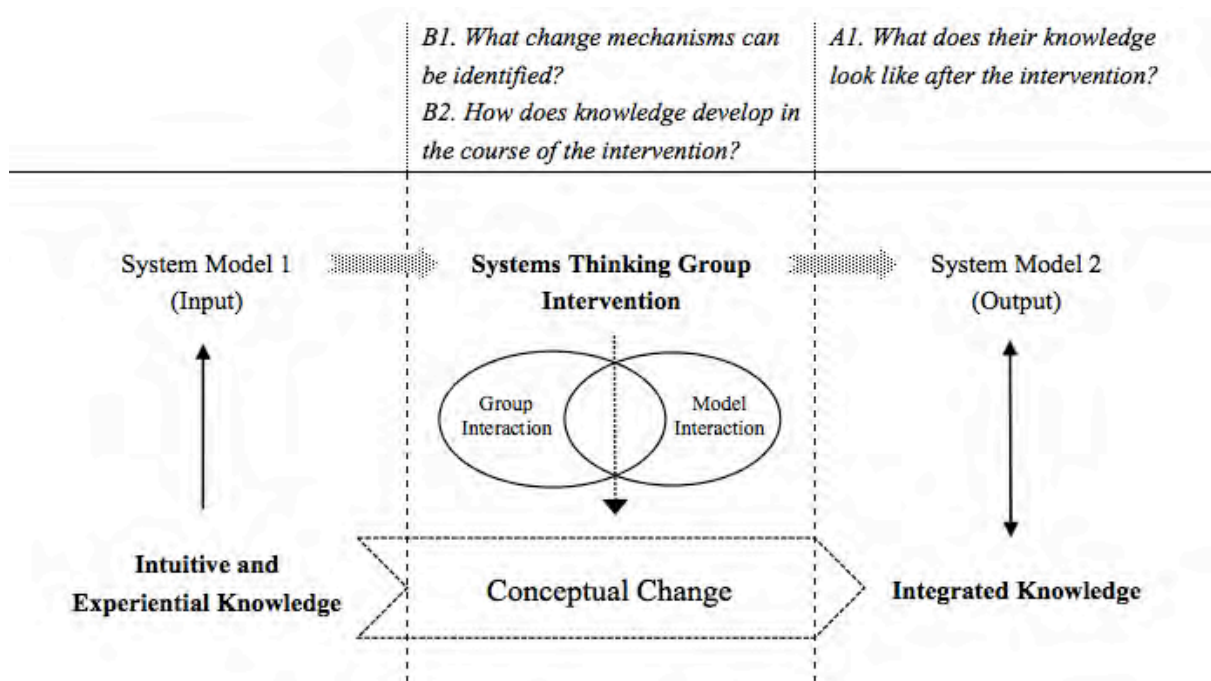 B1. What change mechanisms can
be identified?
B2. How does knowledge develop in
the course of the intervention?
A1. What does their knowledge
look like after the intervention?
System Model 1
(Input)
Systems Thinking Group
Intervention
System Model 2
(Output)
Group
Interaction
Model
Interaction
Intuitive and
Experiential Knowledge
Conceptual Change
Integrated Knowledge